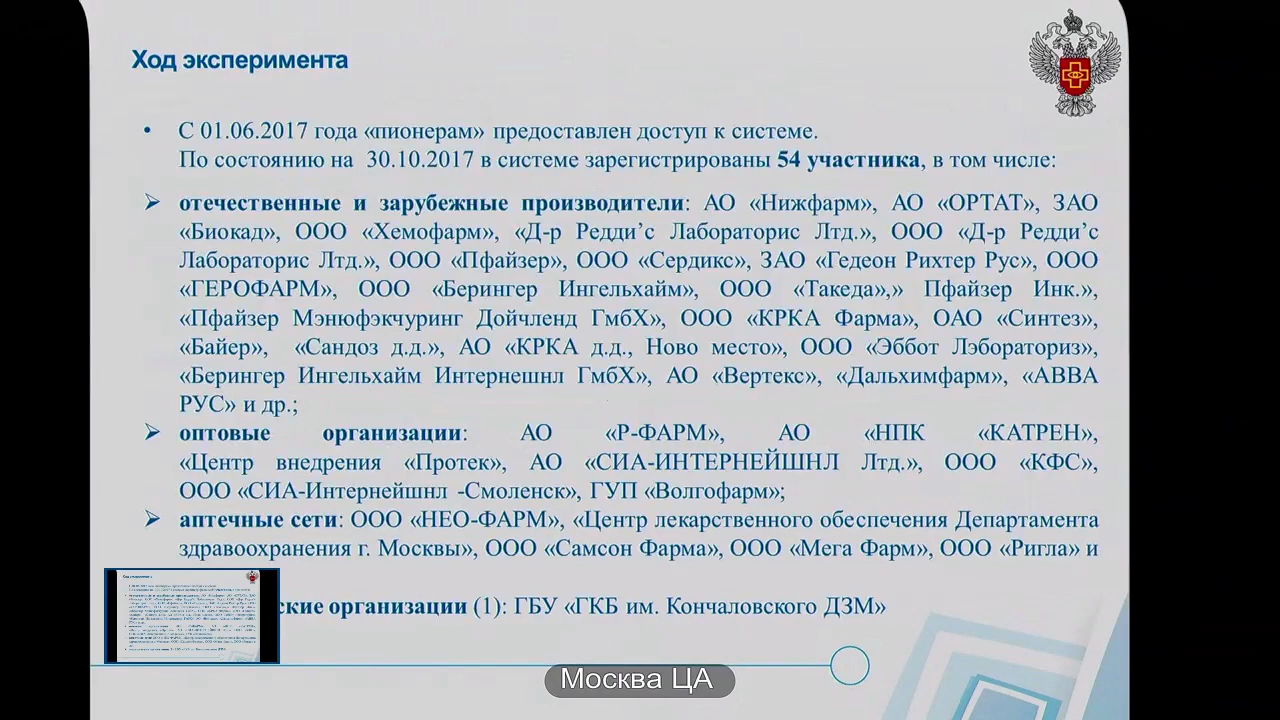 Ход эксперимента
• С 01.06.2017 года «пионерам» предоставлен доступ к системе.
По состоянию на 30.10.2017 в системе зарегистрированы 54 участника, в том числе:
➢ отечественные и зарубежные производители: АО «Нижфарм», АО «ОРТАТ», ЗАО
«Биокад», ООО «Хемофарм», «Д-р Редди’с Лабораторис Лтд.», ООО «Д-р Редди’с
Лабораторис Лтд.», ООО «Пфайзер», ООО «Сердикс», ЗАО «Гедеон Рихтер Рус», ООО
«ГЕРОФАРМ», ООО «Берингер Ингельхайм», ООО «Такеда»,» Пфайзер Инк.»,
«Пфайзер Мэнюфэкчуринг Дойчленд ГмбХ», ООО «КРКА Фарма», ОАО «Синтез»,
«Байер», «Сандоз д.д.», АО «КРКА д.д., Ново место», ООО «Эббот Лэбораториз»,
«Берингер Ингельхайм Интернешнл ГмбХ», АО «Вертекс», «Дальхимфарм», «АВВА
РУС» и др.;
➢ оптовые организации: АО «Р-ФАРМ», АО «НПК «КАТРЕН»,
«Центр внедрения «Протек», АО «СИА-ИНТЕРНЕЙШНЛ Лтд.», ООО «КФС»,
ООО «СИА-Интернейшнл -Смоленск», ГУП «Волгофарм»;
➢ аптечные сети: ООО «НЕО-ФАРМ», «Центр лекарственного обеспечения Департамента
здравоохранения г. Москвы», ООО «Самсон Фарма», ООО «Мега Фарм», ООО «Ригла» и
ские организации (1): ГБУ «ГКБ им. Кончаловского ДЗМ»
Москва ЦА